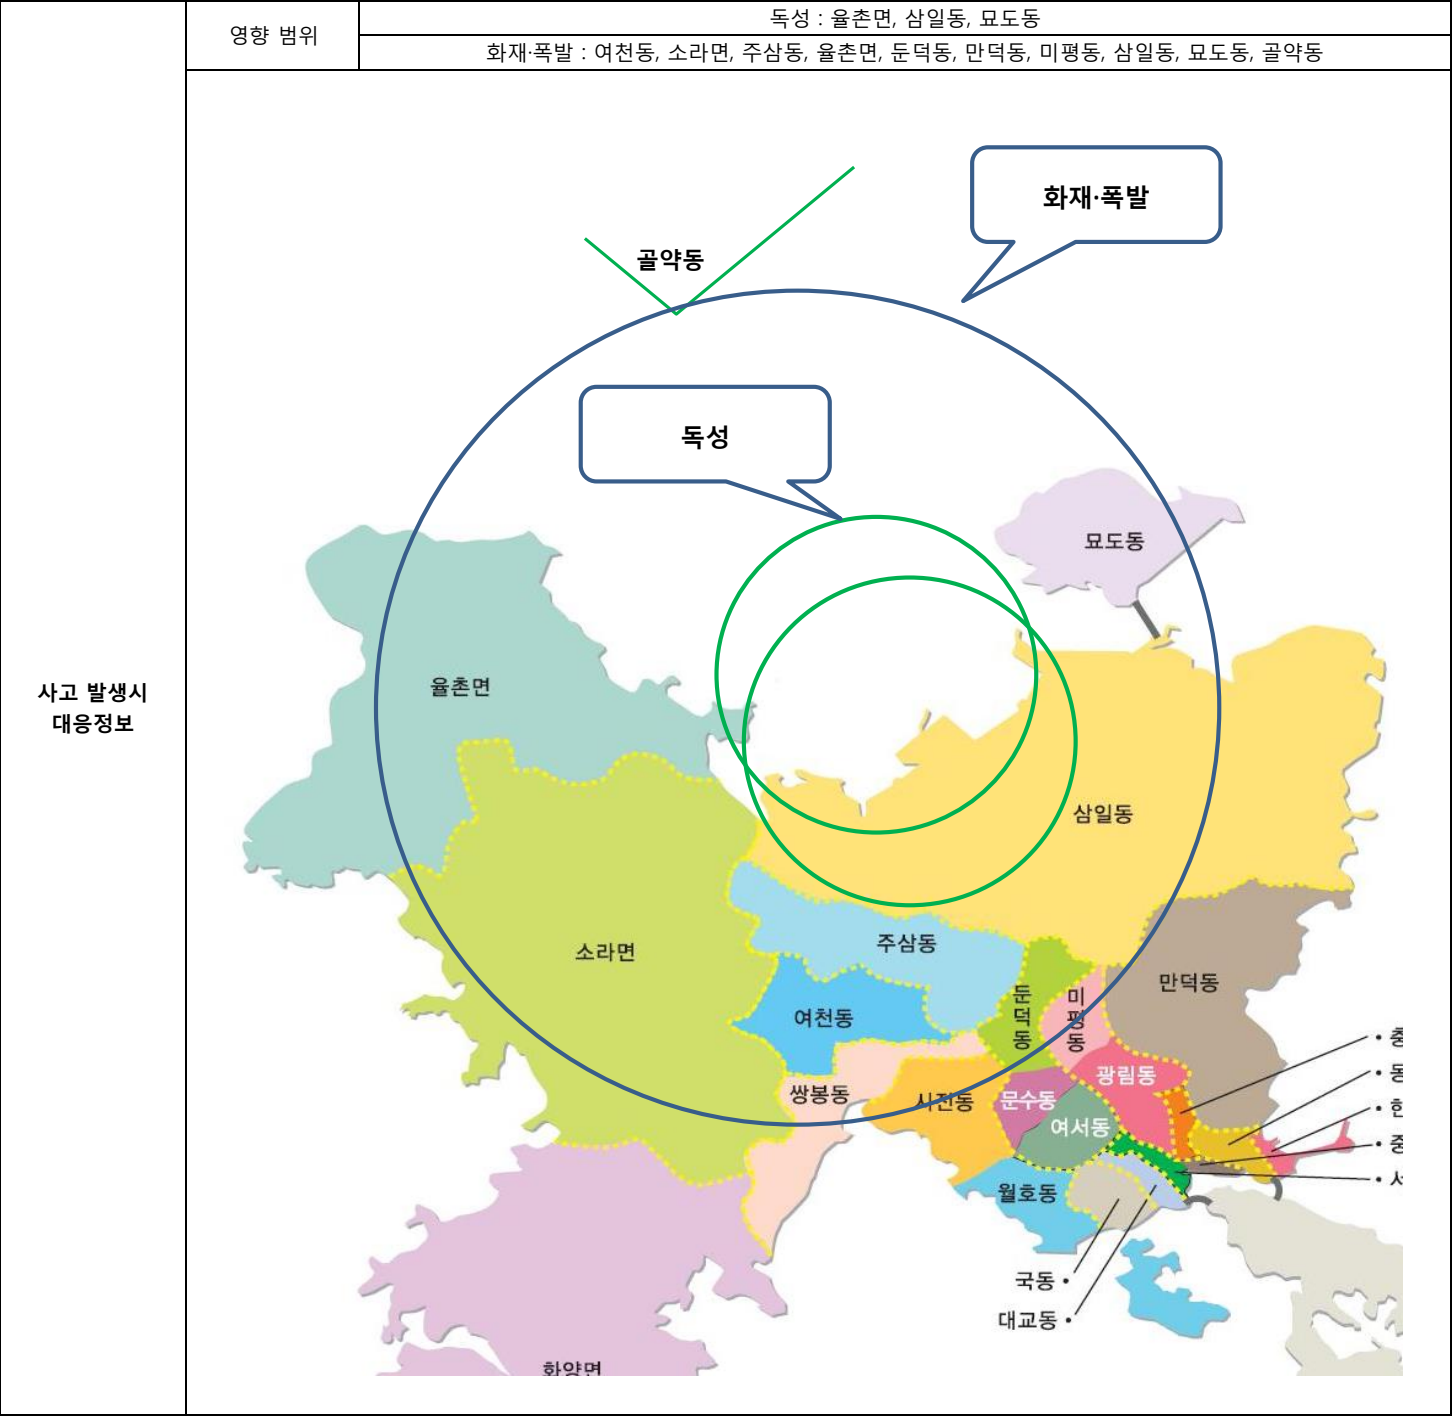 영향 범위
독성 : 율촌면, 삼일동, 묘도동
화재·폭발 : 여천동, 소라면, 주삼동, 율촌면, 둔덕동, 만덕동, 미평동, 삼일동, 묘도동, 골약동
사고 발생시
대응정보
화재·폭발
골약동
독성
묘도동
율촌면
삼일동
소라면
주삼동
만덕동
여천동
둔덕동
미평동
광림동
쌍봉동
시전동
문수동
여서동
월호동
국동 •
대교동 •
화양면